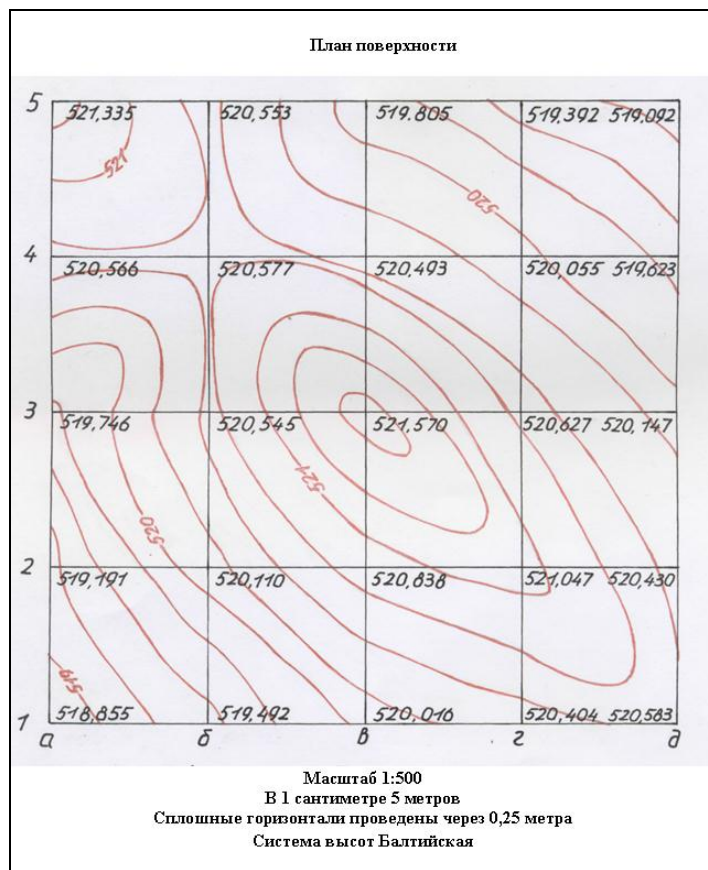 План поверхности
5 521,335 520,553 519.805 519,392 519,092
521
520
4 520,566 520,577 520,493 520,055 519,623
3 519,746 520,545 521,570 520,627 520,147
521
520
2 519,191 520,110 520,838 521,047 520,430
519
1 518,855 519,492 520,016 520,404 520,583
а б в г д
Масштаб 1:500
В 1 сантиметре 5 метров
Сплошные горизонтали проведены через 0,25 метра
Система высот Балтийская